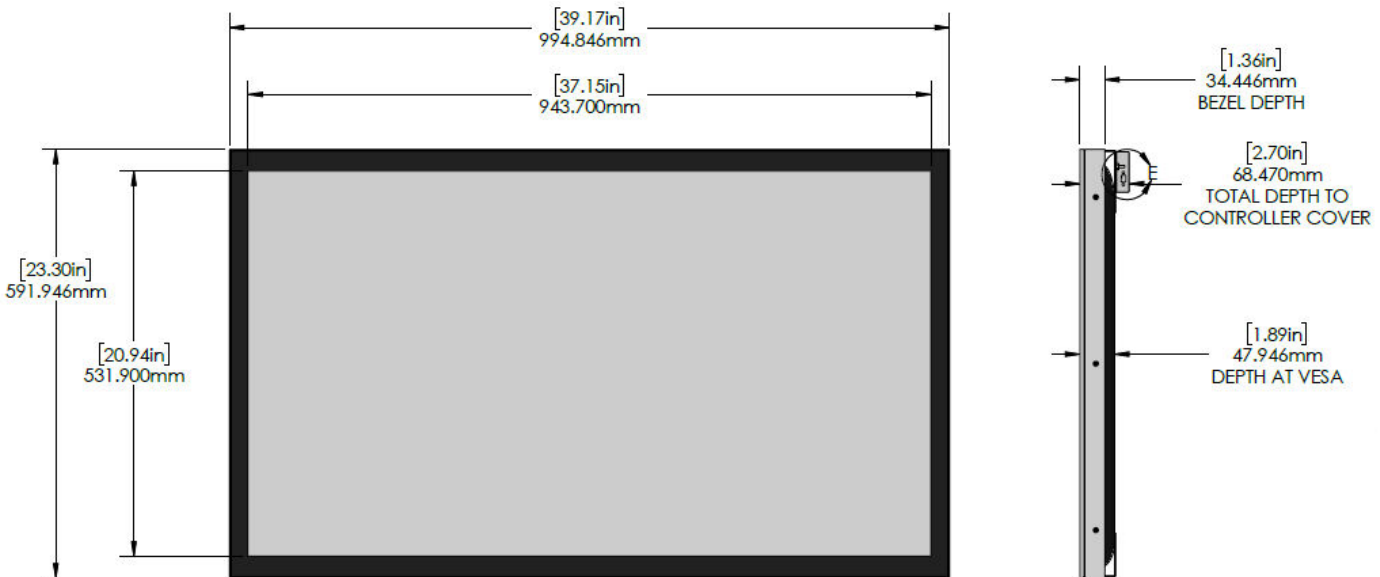 [39.17in]
994.846mm
[37.15in]
943.700mm
[1.36in]
34.446mm
BEZEL DEPTH
[2.70in]
68.470mm
TOTAL DEPTH TO
CONTROLLER COVER
E
[23.30in]
591.946mm
[20.94in]
531.900mm
[1.89in]
47.946mm
DEPTH AT VESA